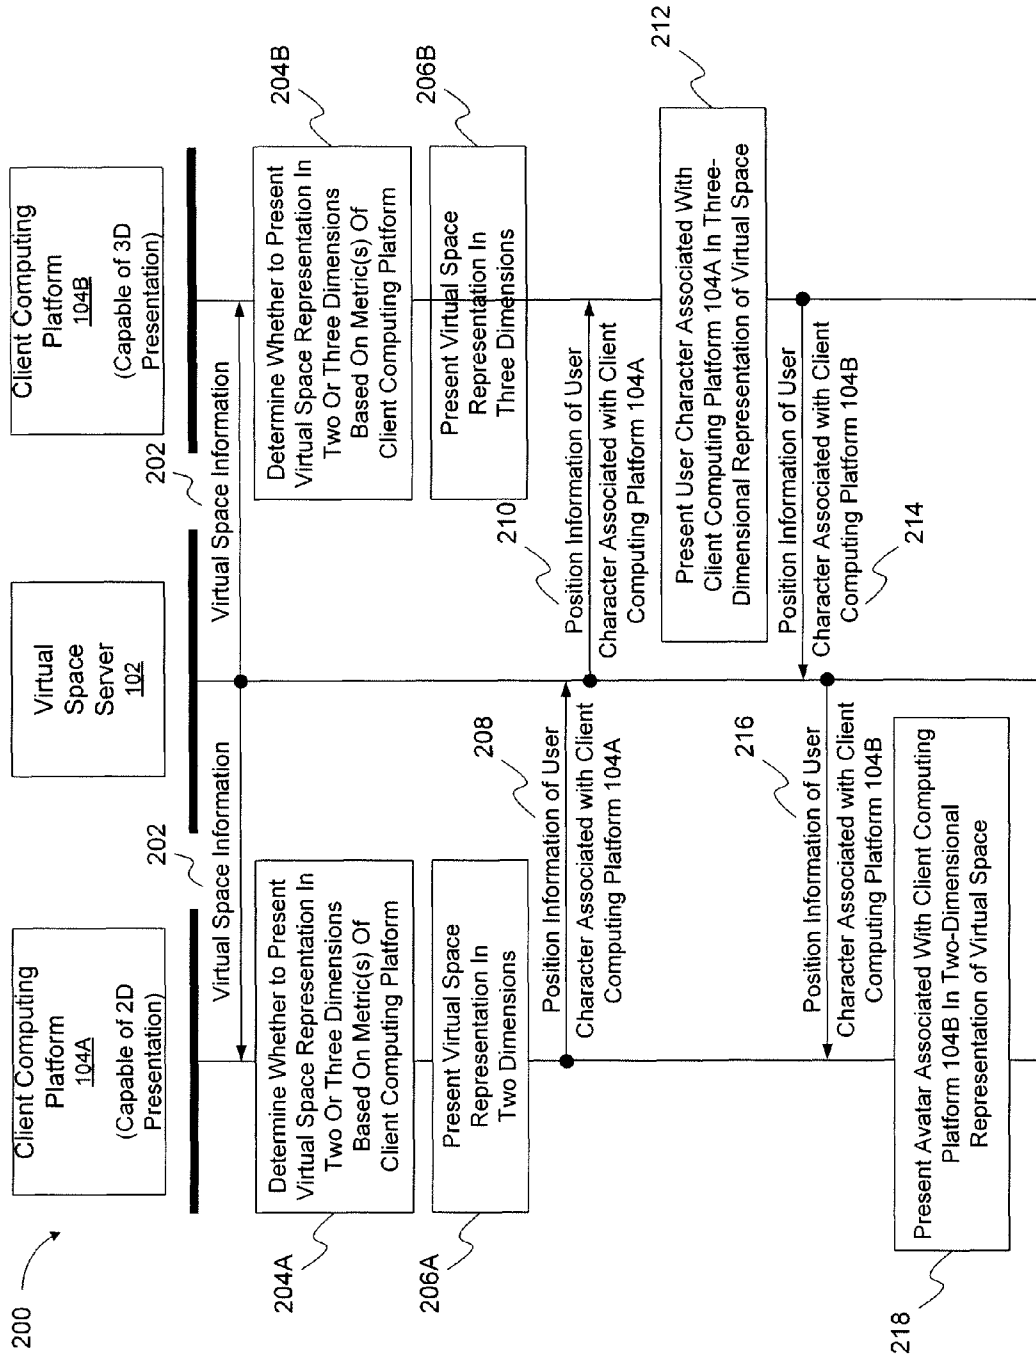 200
Client Computing
Platform
104A
(Capable of 2D
Presentation)
Virtual
Space
Server
102
Client Computing
Platform
104B
(Capable of 3D
Presentation)
202
Virtual Space Information
202
Virtual Space Information
204A
Determine Whether to Present
Virtual Space Representation In
Two Or Three Dimensions
Based On Metric(s) Of
Client Computing Platform
204B
Determine Whether to Present
Virtual Space Representation In
Two Or Three Dimensions
Based On Metric(s) Of
Client Computing Platform
206A
Present Virtual Space
Representation In
Two Dimensions
206B
Present Virtual Space
Representation In
Three Dimensions
208
Position Information of User
Character Associated with Client
Computing Platform 104A
210
Position Information of User
Character Associated with Client
Computing Platform 104A
212
Present User Character Associated With
Client Computing Platform 104A In Three-
Dimensional Representation of Virtual Space
Position Information of User
Character Associated with Client
Computing Platform 104B
214
216
Position Information of User
Character Associated with Client
Computing Platform 104B
218
Present Avatar Associated With Client Computing
Platform 104B In Two-Dimensional
Representation of Virtual Space